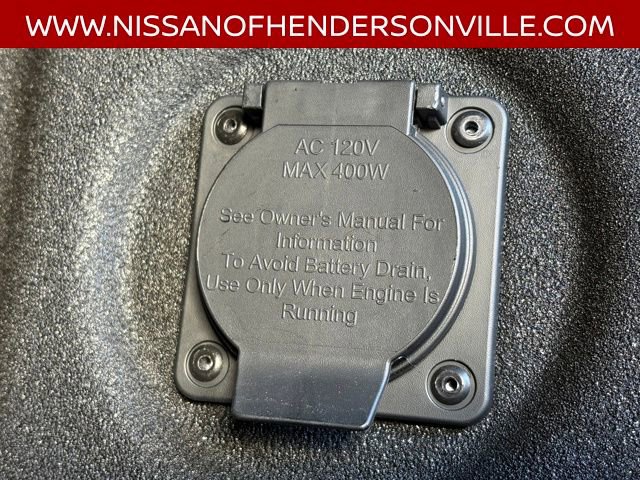 WWW.NISSANOFHENDERSONVILLE.COM
AC 120V
MAX 400W
See Owner's Manual For
Information
To Avoid Battery Drain,
Use Only When Engine Is
Running